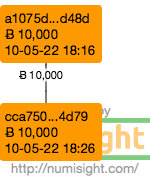 a1075d...d48d
Ƀ 10,000
10-05-22 18:16
Ƀ 10,000
cca750...4d79
Ƀ 10,000
10-05-22 18:26
http://numisight.com/